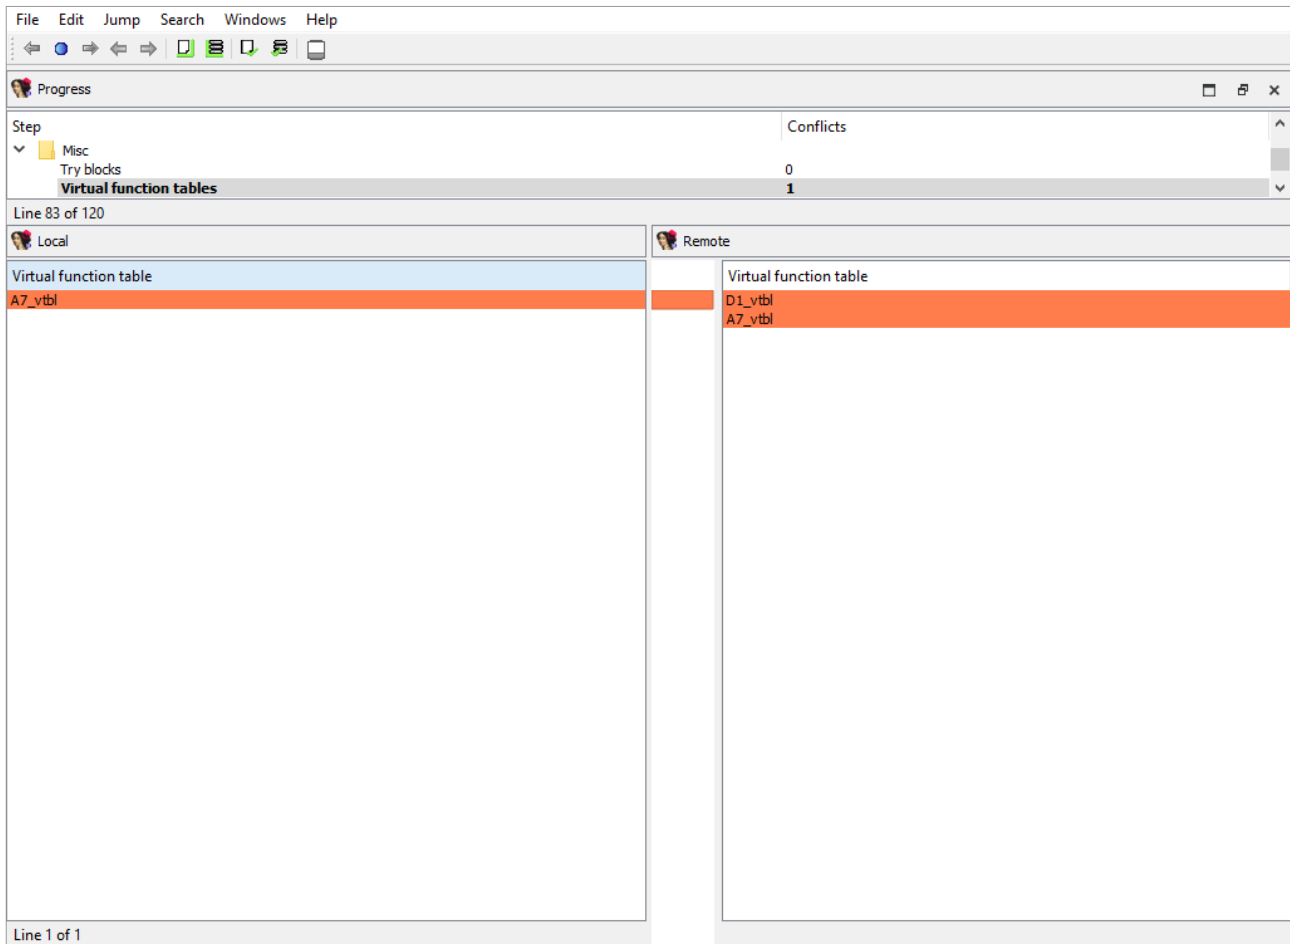 File Edit Jump Search Windows Help
Progress
Step Conflicts
Misc
Try blocks 0
Virtual function tables 1
Line 83 of 120
Local Remote
Virtual function table Virtual function table
A7_vtbl D1_vtbl
A7_vtbl
Line 1 of 1